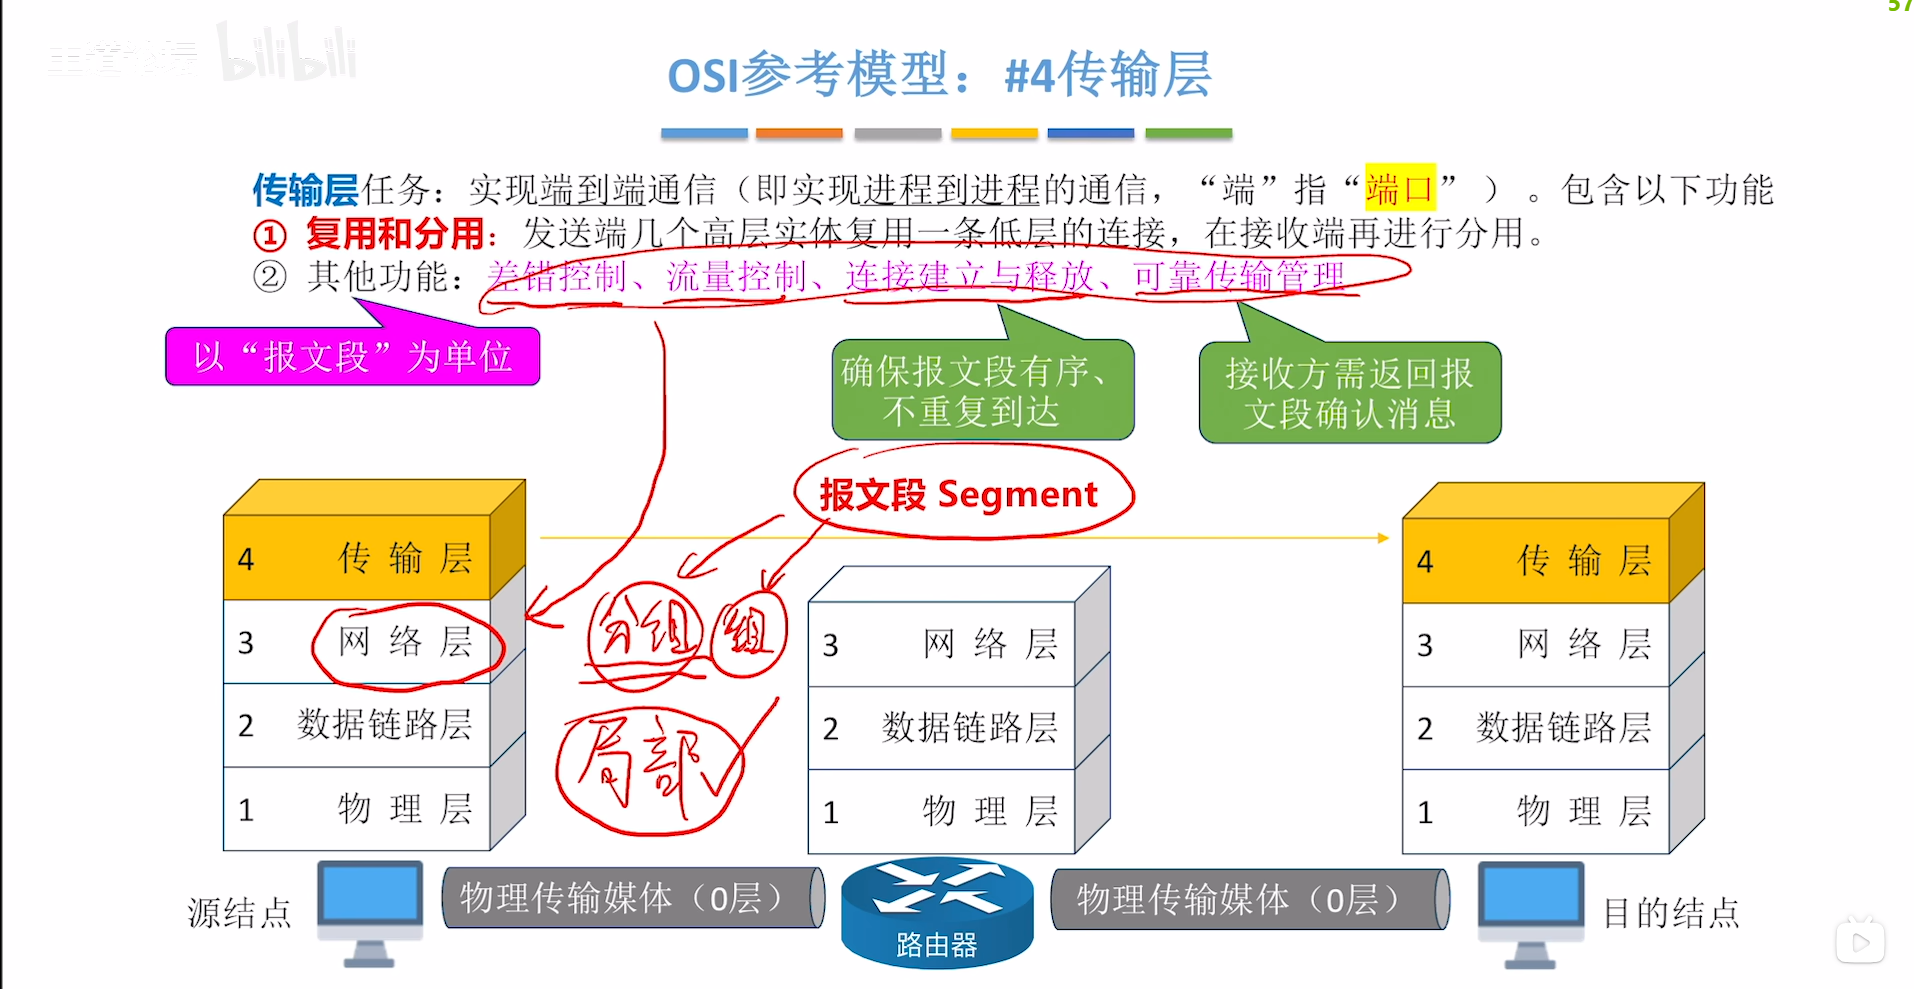 王道论坛 bilibili
57
OSI参考模型：#4传输层
传输层任务：实现端到端通信（即实现进程到进程的通信，“端”指“端口”）。包含以下功能
① 复用和分用：发送端几个高层实体复用一条低层的连接，在接收端再进行分用。
② 其他功能：差错控制、流量控制、连接建立与释放、可靠传输管理
以“报文段”为单位
确保报文段有序、
不重复到达
接收方需返回报
文段确认消息
报文段 Segment
4 传输层
3 网络层
2 数据链路层
1 物理层
分组 组
局部
3 网络层
2 数据链路层
1 物理层
4 传输层
3 网络层
2 数据链路层
1 物理层
源结点
物理传输媒体（0层）
路由器
物理传输媒体（0层）
目的结点